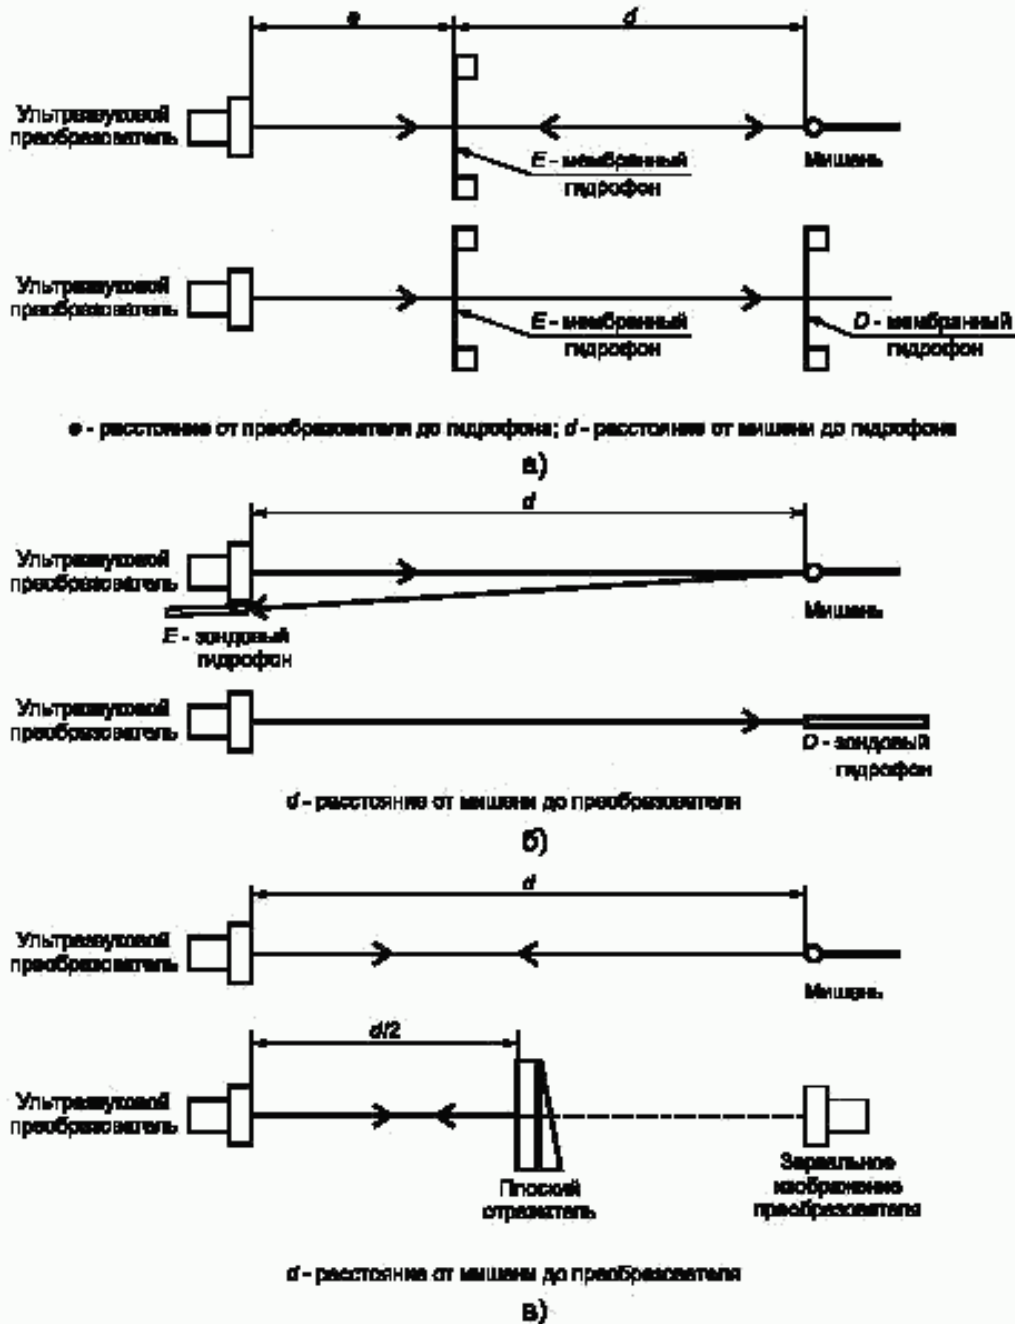 e
d
Ультразвуковой
преобразователь
E - мембранный
гидрофон
Мишень
Ультразвуковой
преобразователь
E - мембранный
гидрофон
D - мембранный
гидрофон
e - расстояние от преобразователя до гидрофона; d - расстояние от мишени до гидрофона
а)
d
Ультразвуковой
преобразователь
Мишень
E - зондовый
гидрофон
Ультразвуковой
преобразователь
D - зондовый
гидрофон
d - расстояние от мишени до преобразователя
б)
d
Ультразвуковой
преобразователь
Мишень
d/2
Ультразвуковой
преобразователь
Плоский
отражатель
Зеркальное
изображение
преобразователя
d - расстояние от мишени до преобразователя
в)